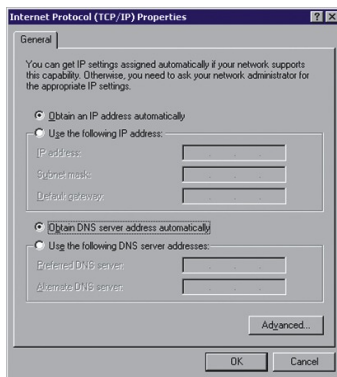 Internet Protocol (TCP/IP) Properties
General
You can get IP settings assigned automatically if your network supports
this capability. Otherwise, you need to ask your network administrator for
the appropriate IP settings.
Obtain an IP address automatically
Use the following IP address:
IP address:
Subnet mask:
Default gateway:
Obtain DNS server address automatically
Use the following DNS server addresses:
Preferred DNS server:
Alternate DNS server:
Advanced...
OK Cancel